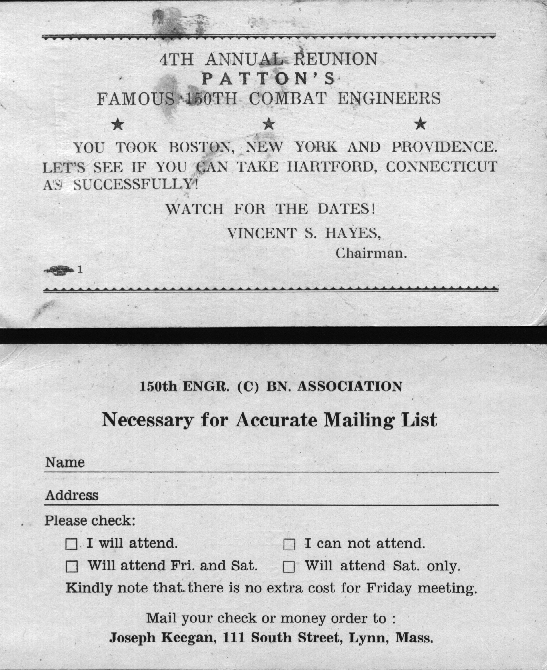 4TH ANNUAL REUNION
PATTON'S
FAMOUS 150TH COMBAT ENGINEERS
★ ★ ★
YOU TOOK BOSTON, NEW YORK AND PROVIDENCE.
LET'S SEE IF YOU CAN TAKE HARTFORD, CONNECTICUT
AS SUCCESSFULLY!
WATCH FOR THE DATES!
VINCENT S. HAYES,
Chairman.
1
150th ENGR. (C) BN. ASSOCIATION
Necessary for Accurate Mailing List
Name
Address
Please check:
☐ I will attend. ☐ I can not attend.
☐ Will attend Fri. and Sat. ☐ Will attend Sat. only.
Kindly note that there is no extra cost for Friday meeting.
Mail your check or money order to :
Joseph Keegan, 111 South Street, Lynn, Mass.